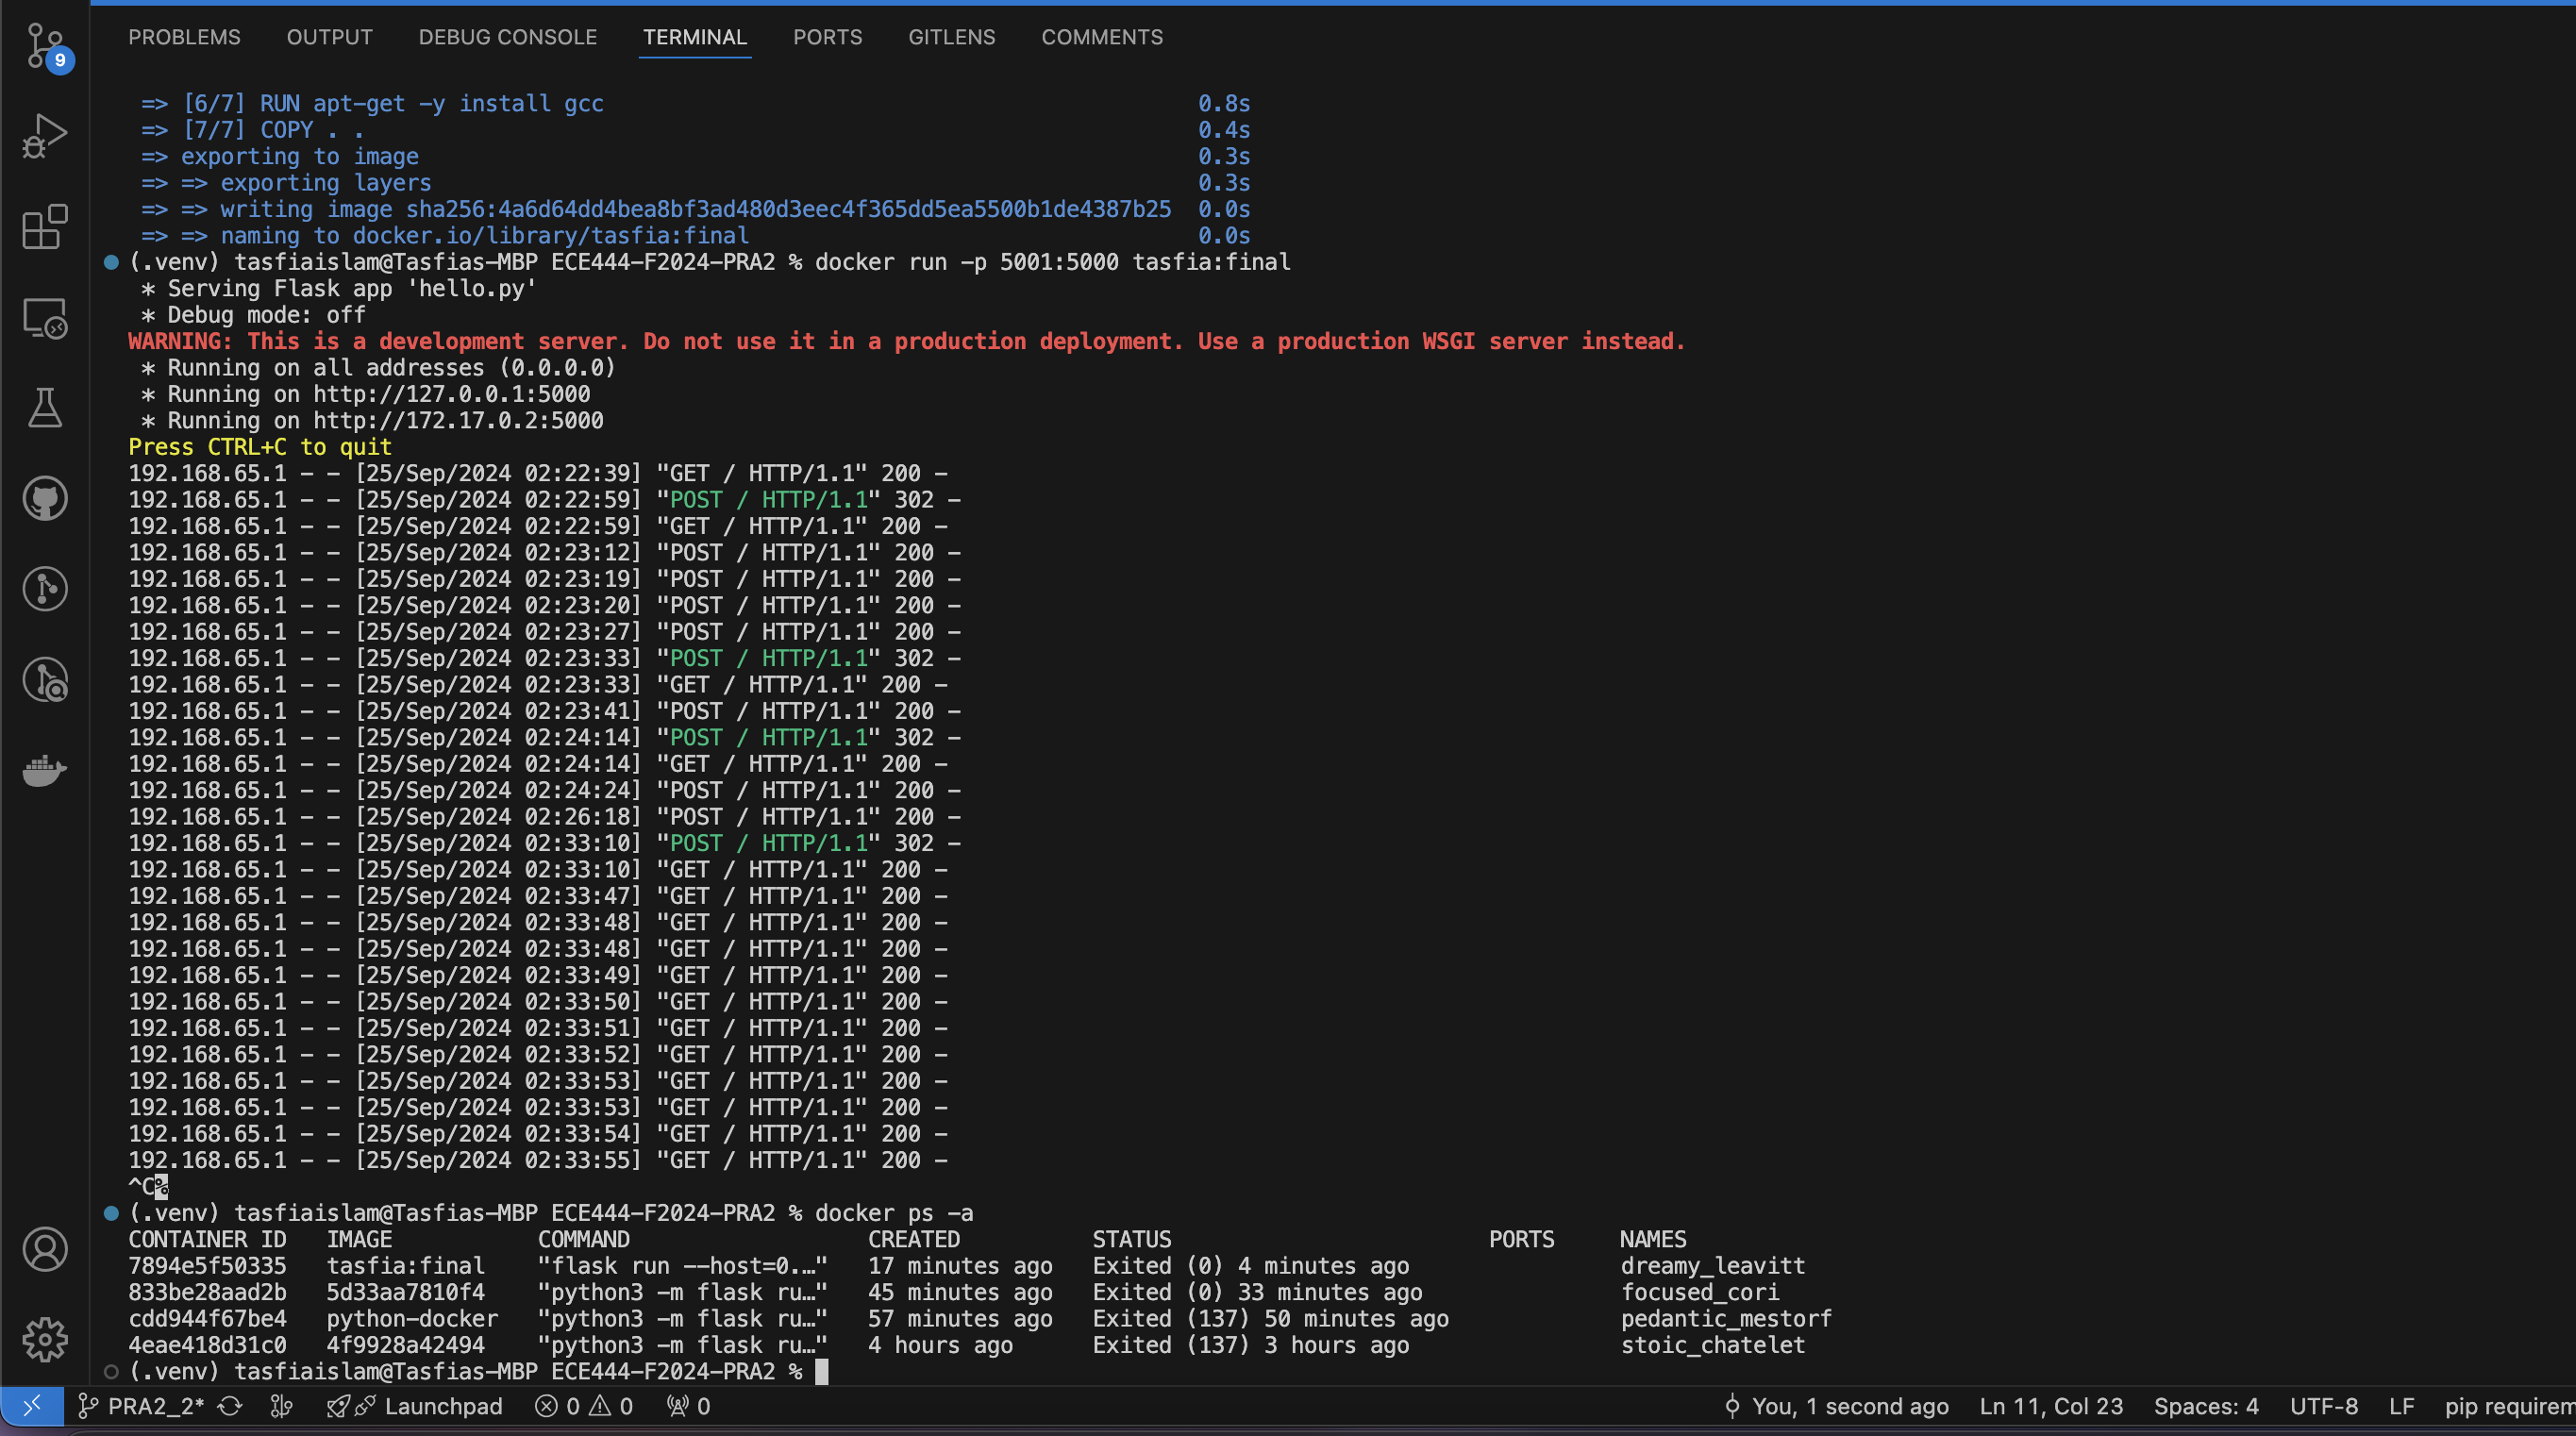 9
PROBLEMS OUTPUT DEBUG CONSOLE TERMINAL PORTS GITLENS COMMENTS
=> [6/7] RUN apt-get -y install gcc 0.8s
=> [7/7] COPY . . 0.4s
=> exporting to image 0.3s
=> => exporting layers 0.3s
=> => writing image sha256:4a6d64dd4bea8bf3ad480d3eec4f365dd5ea5500b1de4387b25 0.0s
=> => naming to docker.io/library/tasfia:final 0.0s
(.venv) tasfiaislam@Tasfias-MBP ECE444-F2024-PRA2 % docker run -p 5001:5000 tasfia:final
* Serving Flask app 'hello.py'
* Debug mode: off
WARNING: This is a development server. Do not use it in a production deployment. Use a production WSGI server instead.
* Running on all addresses (0.0.0.0)
* Running on http://127.0.0.1:5000
* Running on http://172.17.0.2:5000
Press CTRL+C to quit
192.168.65.1 - - [25/Sep/2024 02:22:39] "GET / HTTP/1.1" 200 -
192.168.65.1 - - [25/Sep/2024 02:22:59] "POST / HTTP/1.1" 302 -
192.168.65.1 - - [25/Sep/2024 02:22:59] "GET / HTTP/1.1" 200 -
192.168.65.1 - - [25/Sep/2024 02:23:12] "POST / HTTP/1.1" 200 -
192.168.65.1 - - [25/Sep/2024 02:23:19] "POST / HTTP/1.1" 200 -
192.168.65.1 - - [25/Sep/2024 02:23:20] "POST / HTTP/1.1" 200 -
192.168.65.1 - - [25/Sep/2024 02:23:27] "POST / HTTP/1.1" 200 -
192.168.65.1 - - [25/Sep/2024 02:23:33] "POST / HTTP/1.1" 302 -
192.168.65.1 - - [25/Sep/2024 02:23:33] "GET / HTTP/1.1" 200 -
192.168.65.1 - - [25/Sep/2024 02:23:41] "POST / HTTP/1.1" 200 -
192.168.65.1 - - [25/Sep/2024 02:24:14] "POST / HTTP/1.1" 302 -
192.168.65.1 - - [25/Sep/2024 02:24:14] "GET / HTTP/1.1" 200 -
192.168.65.1 - - [25/Sep/2024 02:24:24] "POST / HTTP/1.1" 200 -
192.168.65.1 - - [25/Sep/2024 02:26:18] "POST / HTTP/1.1" 200 -
192.168.65.1 - - [25/Sep/2024 02:33:10] "POST / HTTP/1.1" 302 -
192.168.65.1 - - [25/Sep/2024 02:33:10] "GET / HTTP/1.1" 200 -
192.168.65.1 - - [25/Sep/2024 02:33:47] "GET / HTTP/1.1" 200 -
192.168.65.1 - - [25/Sep/2024 02:33:48] "GET / HTTP/1.1" 200 -
192.168.65.1 - - [25/Sep/2024 02:33:48] "GET / HTTP/1.1" 200 -
192.168.65.1 - - [25/Sep/2024 02:33:49] "GET / HTTP/1.1" 200 -
192.168.65.1 - - [25/Sep/2024 02:33:50] "GET / HTTP/1.1" 200 -
192.168.65.1 - - [25/Sep/2024 02:33:51] "GET / HTTP/1.1" 200 -
192.168.65.1 - - [25/Sep/2024 02:33:52] "GET / HTTP/1.1" 200 -
192.168.65.1 - - [25/Sep/2024 02:33:53] "GET / HTTP/1.1" 200 -
192.168.65.1 - - [25/Sep/2024 02:33:53] "GET / HTTP/1.1" 200 -
192.168.65.1 - - [25/Sep/2024 02:33:54] "GET / HTTP/1.1" 200 -
192.168.65.1 - - [25/Sep/2024 02:33:55] "GET / HTTP/1.1" 200 -
^C%
(.venv) tasfiaislam@Tasfias-MBP ECE444-F2024-PRA2 % docker ps -a
CONTAINER ID IMAGE COMMAND CREATED STATUS PORTS NAMES
7894e5f50335 tasfia:final "flask run --host=0.…" 17 minutes ago Exited (0) 4 minutes ago dreamy_leavitt
833be28aad2b 5d33aa7810f4 "python3 -m flask ru…" 45 minutes ago Exited (0) 33 minutes ago focused_cori
cdd944f67be4 python-docker "python3 -m flask ru…" 57 minutes ago Exited (137) 50 minutes ago pedantic_mestorf
4eae418d31c0 4f9928a42494 "python3 -m flask ru…" 4 hours ago Exited (137) 3 hours ago stoic_chatelet
(.venv) tasfiaislam@Tasfias-MBP ECE444-F2024-PRA2 %
PRA2_2* Launchpad 0 0 0 You, 1 second ago Ln 11, Col 23 Spaces: 4 UTF-8 LF pip requirem